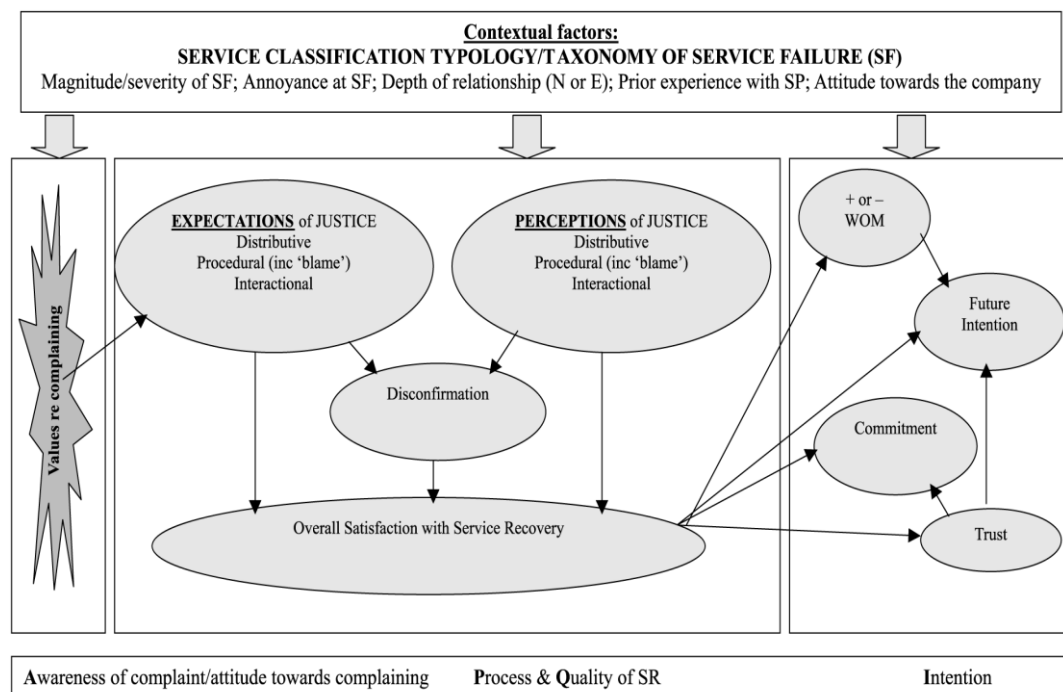 Contextual factors:
SERVICE CLASSIFICATION TYPOLOGY/TAXONOMY OF SERVICE FAILURE (SF)
Magnitude/severity of SF; Annoyance at SF; Depth of relationship (N or E); Prior experience with SP; Attitude towards the company
Values re complaining
EXPECTATIONS of JUSTICE
Distributive
Procedural (inc ‘blame’)
Interactional
PERCEPTIONS of JUSTICE
Distributive
Procedural (inc ‘blame’)
Interactional
Disconfirmation
Overall Satisfaction with Service Recovery
+ or –
WOM
Future
Intention
Commitment
Trust
Awareness of complaint/attitude towards complaining Process & Quality of SR Intention